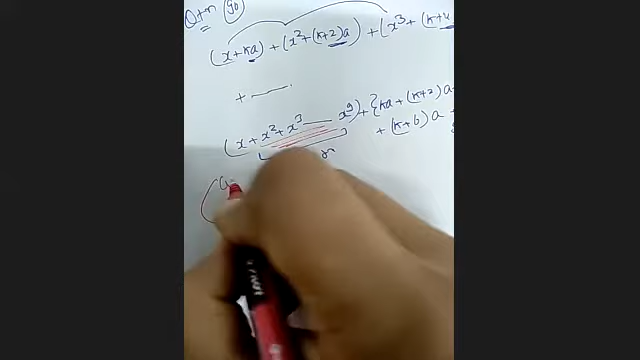 Q+n 90
(x+ka) + (x²+(k+2)a) + (x³+(k+4
+ —
(x+x²+x³ — x⁹) + {ka+(k+2)a
+(k+6)a